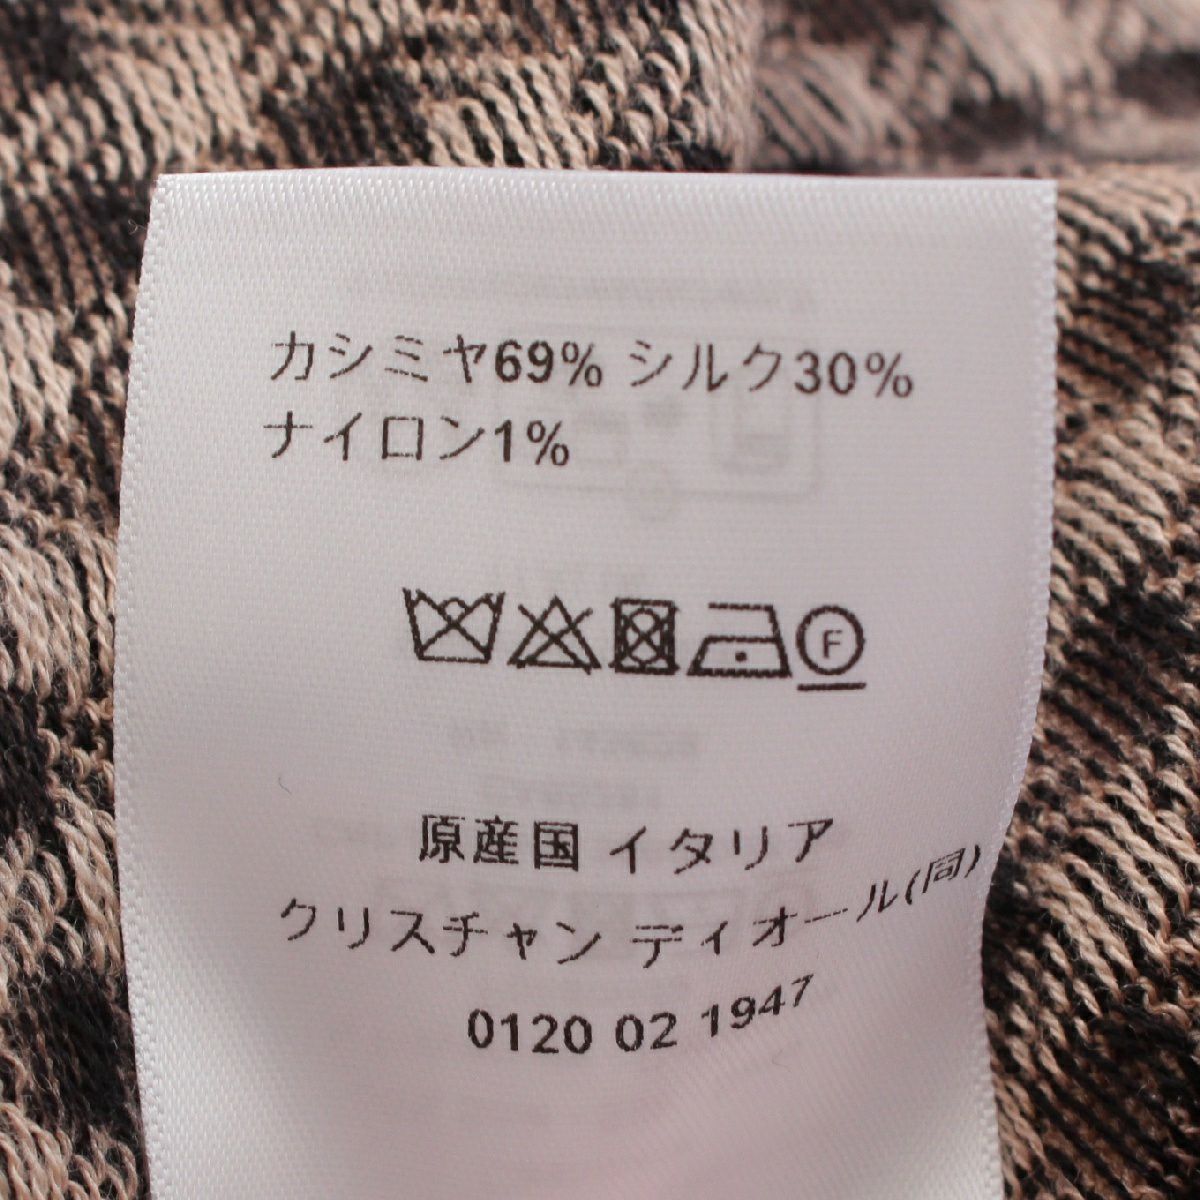 カシミヤ69% シルク30%
ナイロン1%
F
原産国 イタリア
クリスチャン ディオール(同)
0120 02 1947